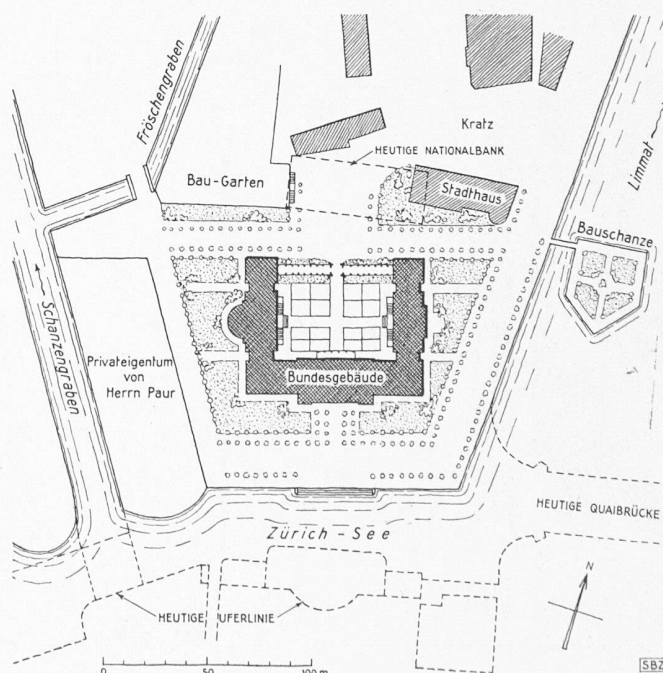 Fröschengraben
Kratz
HEUTIGE NATIONALBANK
Limmat
Bau-Garten
Stadthaus
Bauschanze
Schanzengraben
Privateigentum
von
Herrn Paur
Bundesgebäude
HEUTIGE QUAIBRÜCKE
Zürich-See
HEUTIGE UFERLINIE
N
0 100 m
SBZ